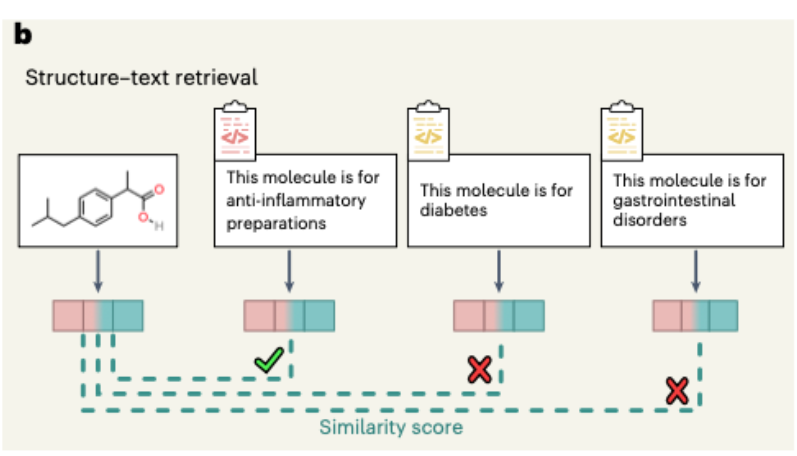 b
Structure–text retrieval
</>
</>
</>
O
O
H
This molecule is for
anti-inflammatory
preparations
This molecule is for
diabetes
This molecule is for
gastrointestinal
disorders
Similarity score